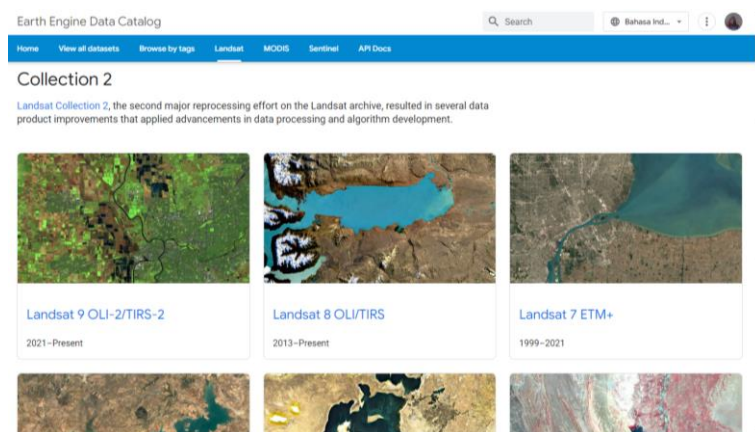 Earth Engine Data Catalog
Search
Bahasa Ind...
Home View all datasets Browse by tags Landsat MODIS Sentinel API Docs
Collection 2
Landsat Collection 2, the second major reprocessing effort on the Landsat archive, resulted in several data
product improvements that applied advancements in data processing and algorithm development.
Landsat 9 OLI-2/TIRS-2
2021–Present
Landsat 8 OLI/TIRS
2013–Present
Landsat 7 ETM+
1999–2021